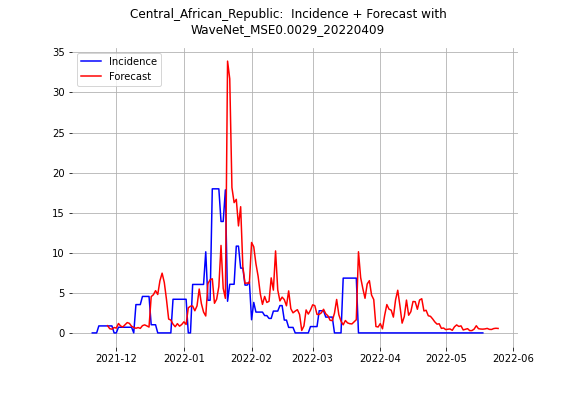 Central_African_Republic:  Incidence + Forecast with
WaveNet_MSE0.0029_20220409
Incidence
Forecast
35
30
25
20
15
10
5
0
2021-12 2022-01 2022-02 2022-03 2022-04 2022-05 2022-06